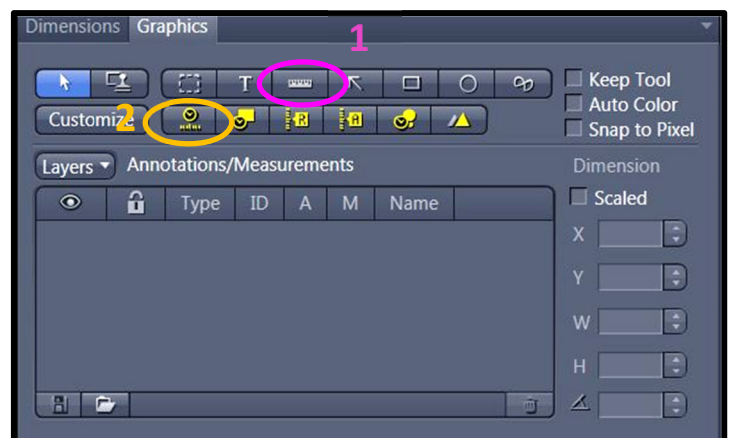 Dimensions Graphics
1
T
Keep Tool
Auto Color
Snap to Pixel
Customize
2
R
A
Layers Annotations/Measurements
Dimension
Type ID A M Name
Scaled
X
Y
W
H